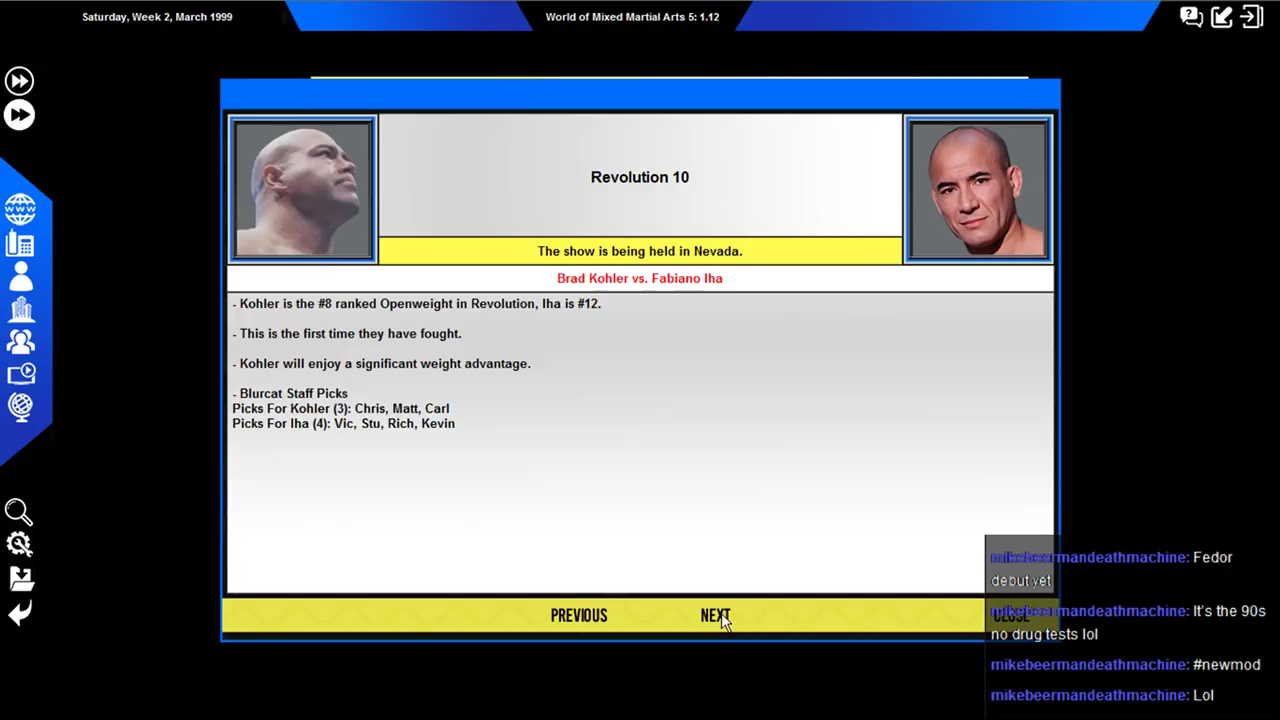 Saturday, Week 2, March 1999
World of Mixed Martial Arts 5: 1.12
Revolution 10
The show is being held in Nevada.
Brad Kohler vs. Fabiano Iha
- Kohler is the #8 ranked Openweight in Revolution, Iha is #12.
- This is the first time they have fought.
- Kohler will enjoy a significant weight advantage.
- Blurcat Staff Picks
Picks For Kohler (3): Chris, Matt, Carl
Picks For Iha (4): Vic, Stu, Rich, Kevin
PREVIOUS NEXT CLOSE
mikebeermandeathmachine: Fedor
debut yet
mikebeermandeathmachine: It's the 90s
no drug tests lol
mikebeermandeathmachine: #newmod
mikebeermandeathmachine: Lol
WWW